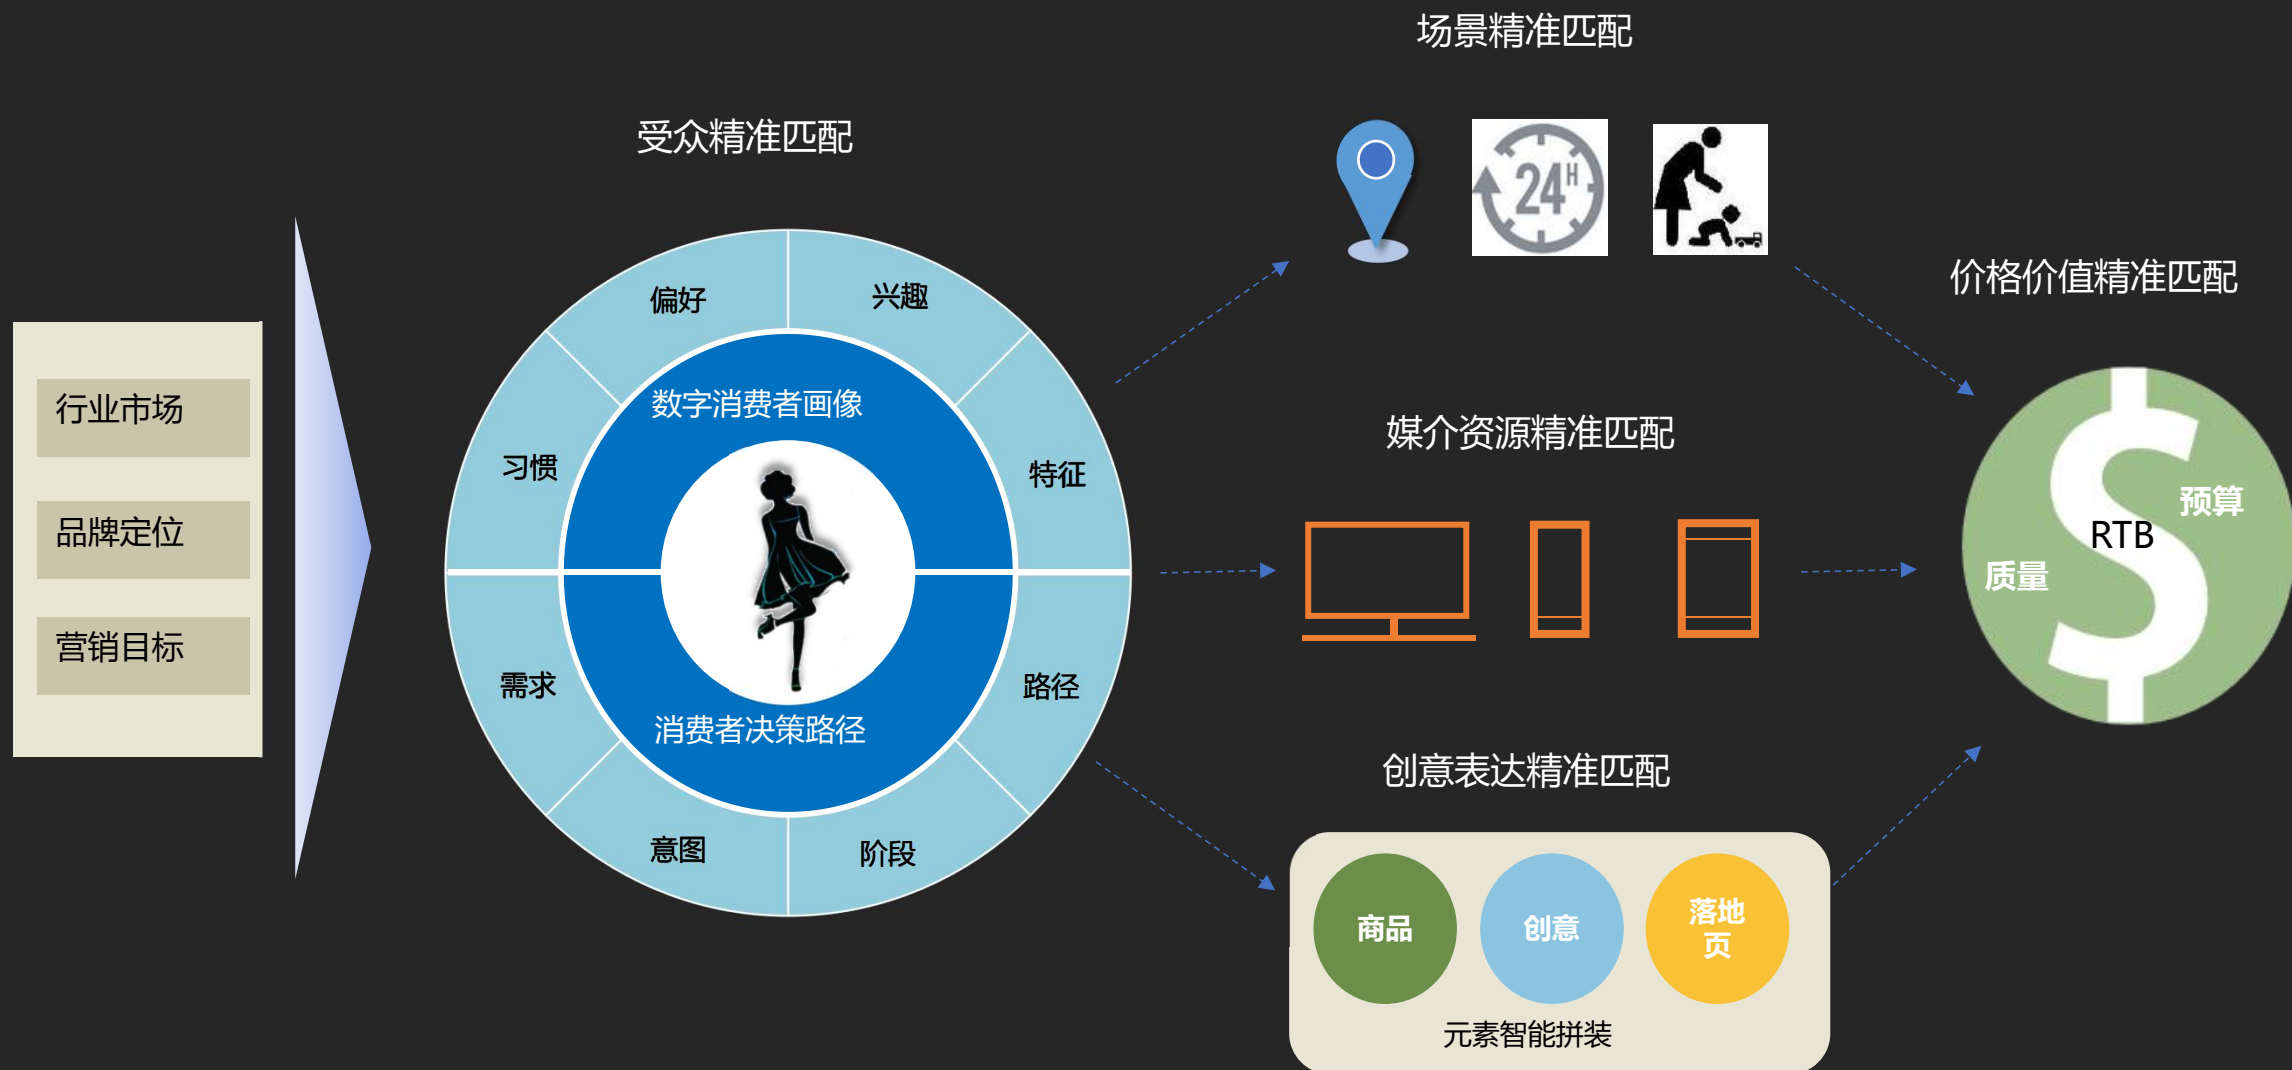 场景精准匹配
受众精准匹配
24H
价格价值精准匹配
行业市场
品牌定位
营销目标
偏好
兴趣
习惯
特征
数字消费者画像
需求
路径
消费者决策路径
意图
阶段
媒介资源精准匹配
预算
RTB
质量
创意表达精准匹配
商品
创意
落地
页
元素智能拼装